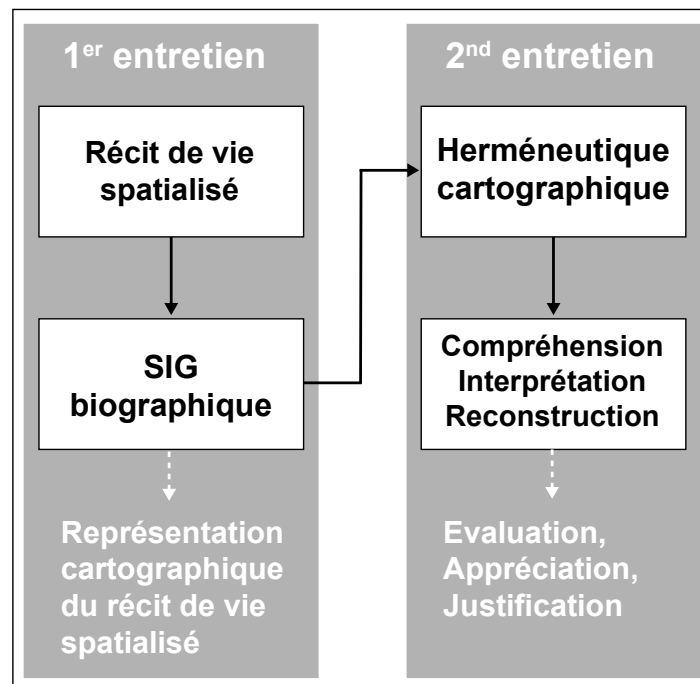 1er entretien
Récit de vie
spatialisé
SIG
biographique
Représentation
cartographique
du récit de vie
spatialisé
2nd entretien
Herméneutique
cartographique
Compréhension
Interprétation
Reconstruction
Evaluation,
Appréciation,
Justification